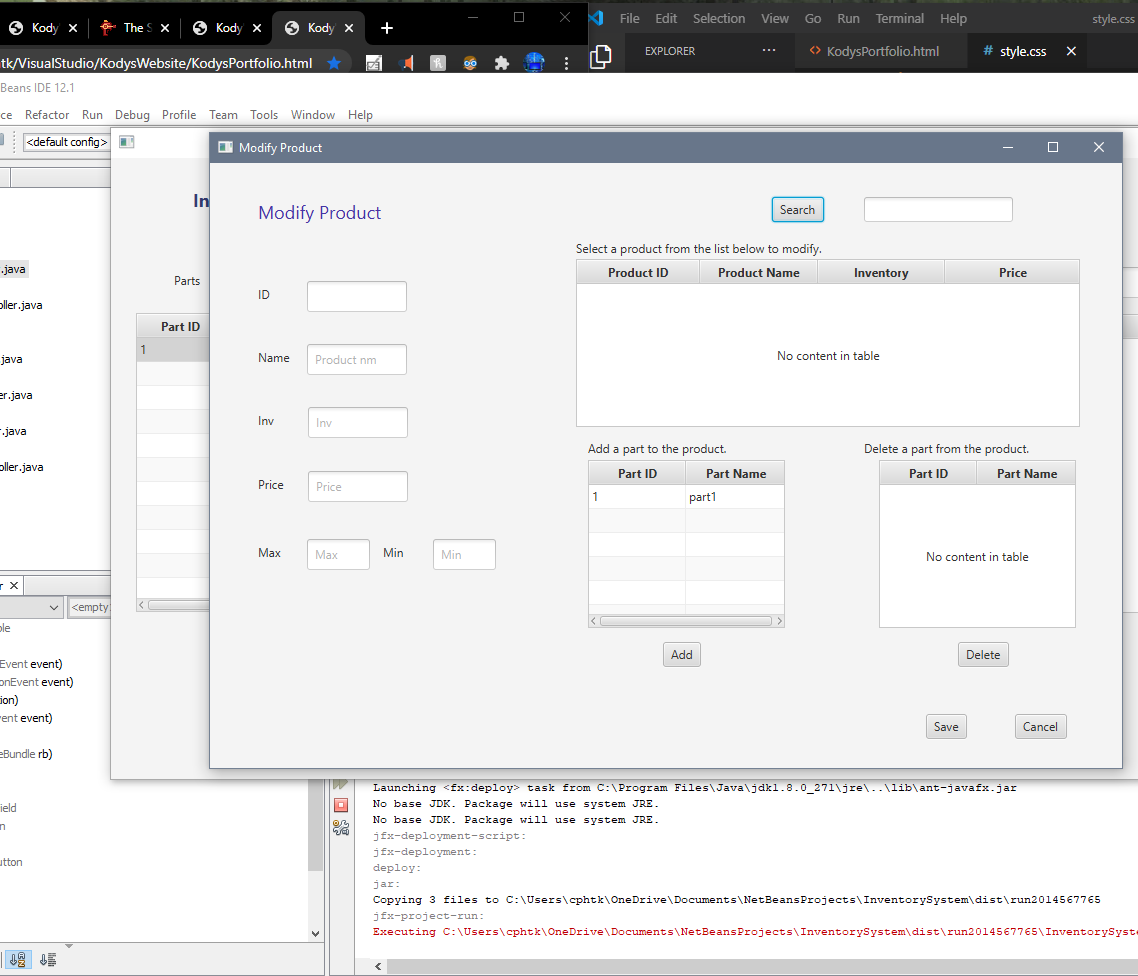 Kody
The S
Kody
Kody
tk/VisualStudio/KodysWebsite/KodysPortfolio.html
File Edit Selection View Go Run Terminal Help
style.css
EXPLORER
<> KodysPortfolio.html
# style.css
Beans IDE 12.1
ce Refactor Run Debug Profile Team Tools Window Help
<default config>
Modify Product
In
Modify Product
Search
Select a product from the list below to modify.
Product ID Product Name Inventory Price
No content in table
.java
Parts
ID
oller.java
Part ID
1
Name Product nm
.java
er.java
Inv Inv
r.java
Add a part to the product.
Delete a part from the product.
oller.java
Part ID Part Name
Part ID Part Name
Price Price
1 part1
Max Max Min Min
No content in table
r
<empty
ble
Add
Delete
Event event)
onEvent event)
ion)
vent event)
Save
Cancel
eBundle rb)
ield
n
utton
Launching <fx:deploy> task from C:\Program Files\Java\jdk1.8.0_271\jre\..\lib\ant-javafx.jar
No base JDK. Package will use system JRE.
No base JDK. Package will use system JRE.
jfx-deployment-script:
jfx-deployment:
deploy:
jar:
Copying 3 files to C:\Users\cphtk\OneDrive\Documents\NetBeansProjects\InventorySystem\dist\run2014567765
jfx-project-run:
Executing C:\Users\cphtk\OneDrive\Documents\NetBeansProjects\InventorySystem\dist\run2014567765\InventorySyste